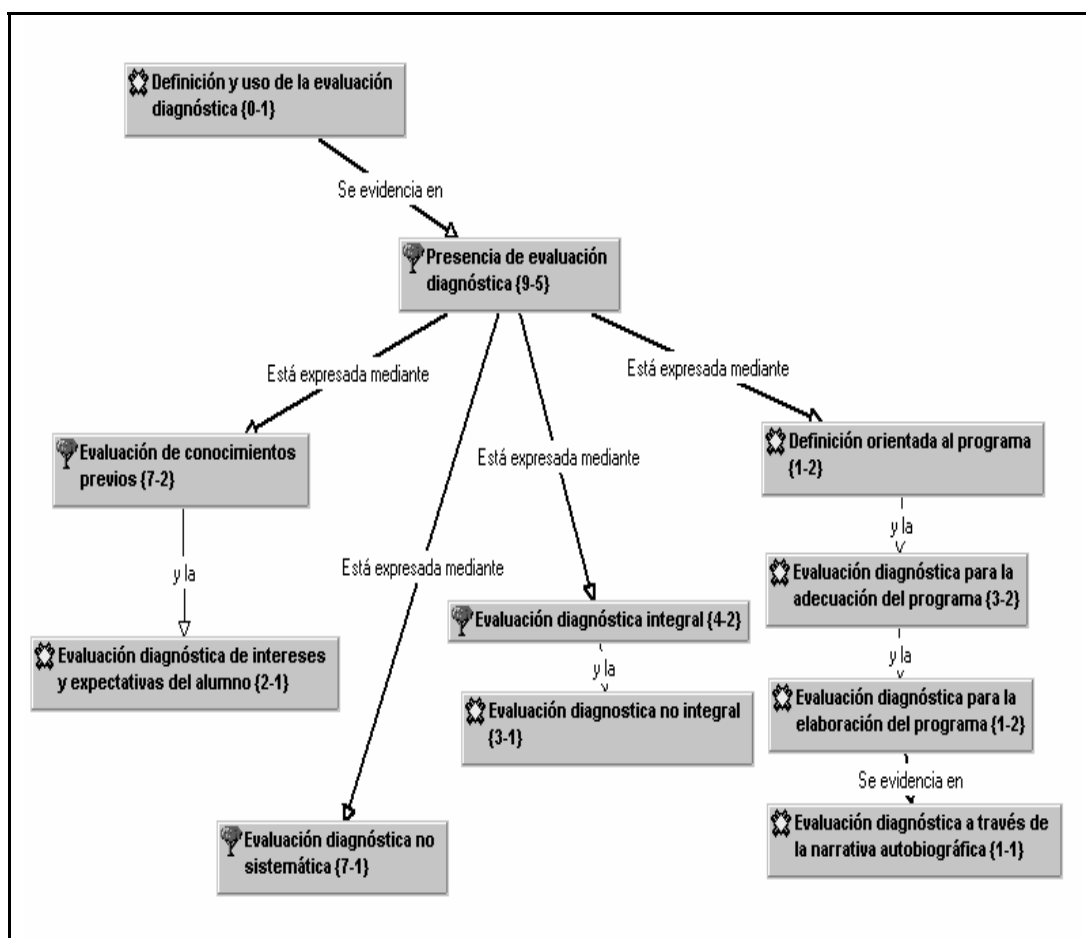 Definición y uso de la evaluación
diagnóstica {0-1}
Se evidencia en
Presencia de evaluación
diagnóstica {9-5}
Está expresada mediante
Está expresada mediante
Está expresada mediante
Está expresada mediante
Evaluación de conocimientos
previos {7-2}
y la
Evaluación diagnóstica de intereses
y expectativas del alumno {2-1}
Evaluación diagnóstica no
sistemática {7-1}
Evaluación diagnóstica integral {4-2}
y la
Evaluación diagnostica no integral
{3-1}
Definición orientada al programa
{1-2}
y la
Evaluación diagnóstica para la
adecuación del programa {3-2}
y la
Evaluación diagnóstica para la
elaboración del programa {1-2}
Se evidencia en
Evaluación diagnóstica a través de
la narrativa autobiográfica {1-1}